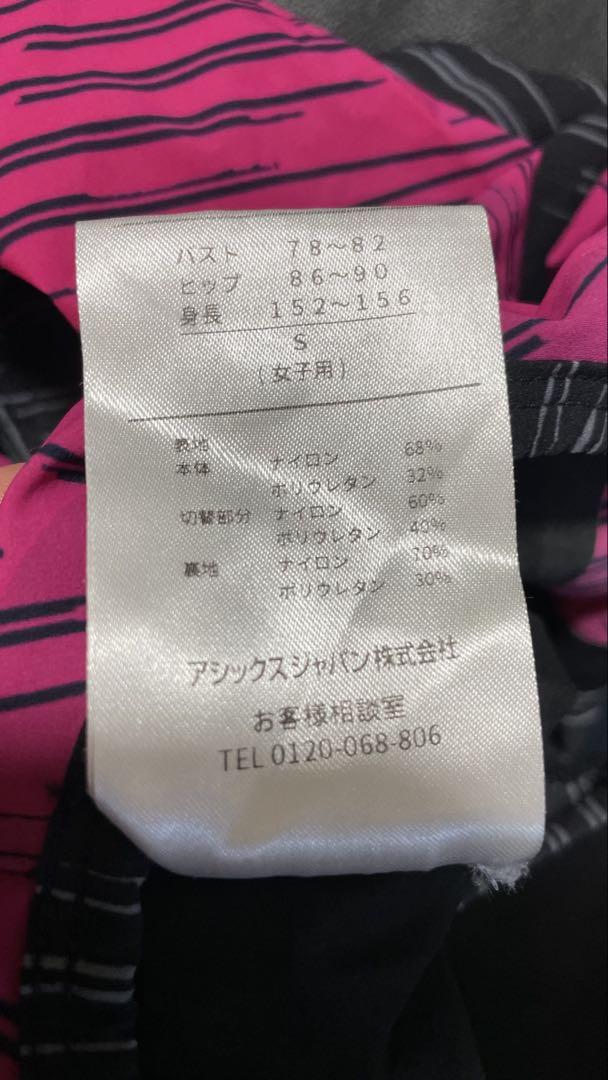 バスト 78～82
ヒップ 86～90
身長 152～156
S
(女子用)
表地
本体 ナイロン 68%
ポリウレタン 32%
切替部分 ナイロン 60%
ポリウレタン 40%
裏地 ナイロン 70%
ポリウレタン 30%
アシックスジャパン株式会社
お客様相談室
TEL 0120-068-806